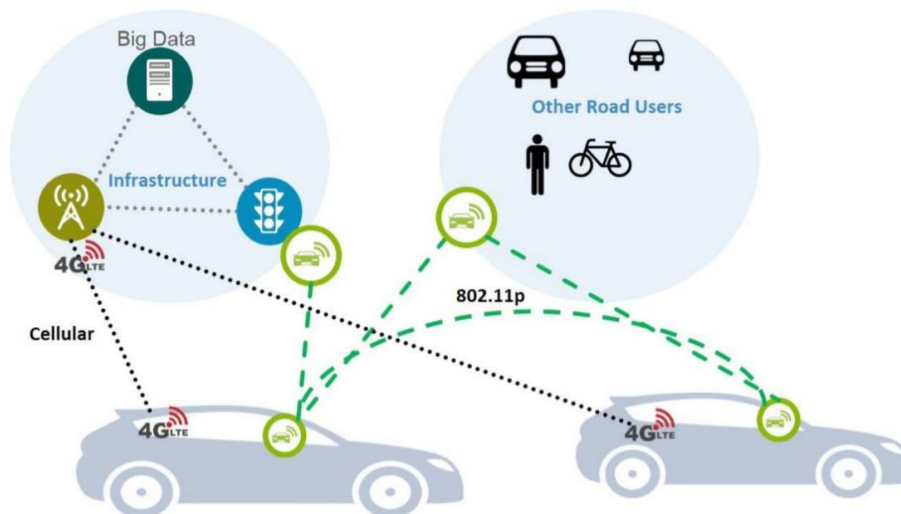 Big Data
Other Road Users
Infrastructure
4G LTE
802.11p
Cellular
4G LTE
4G LTE